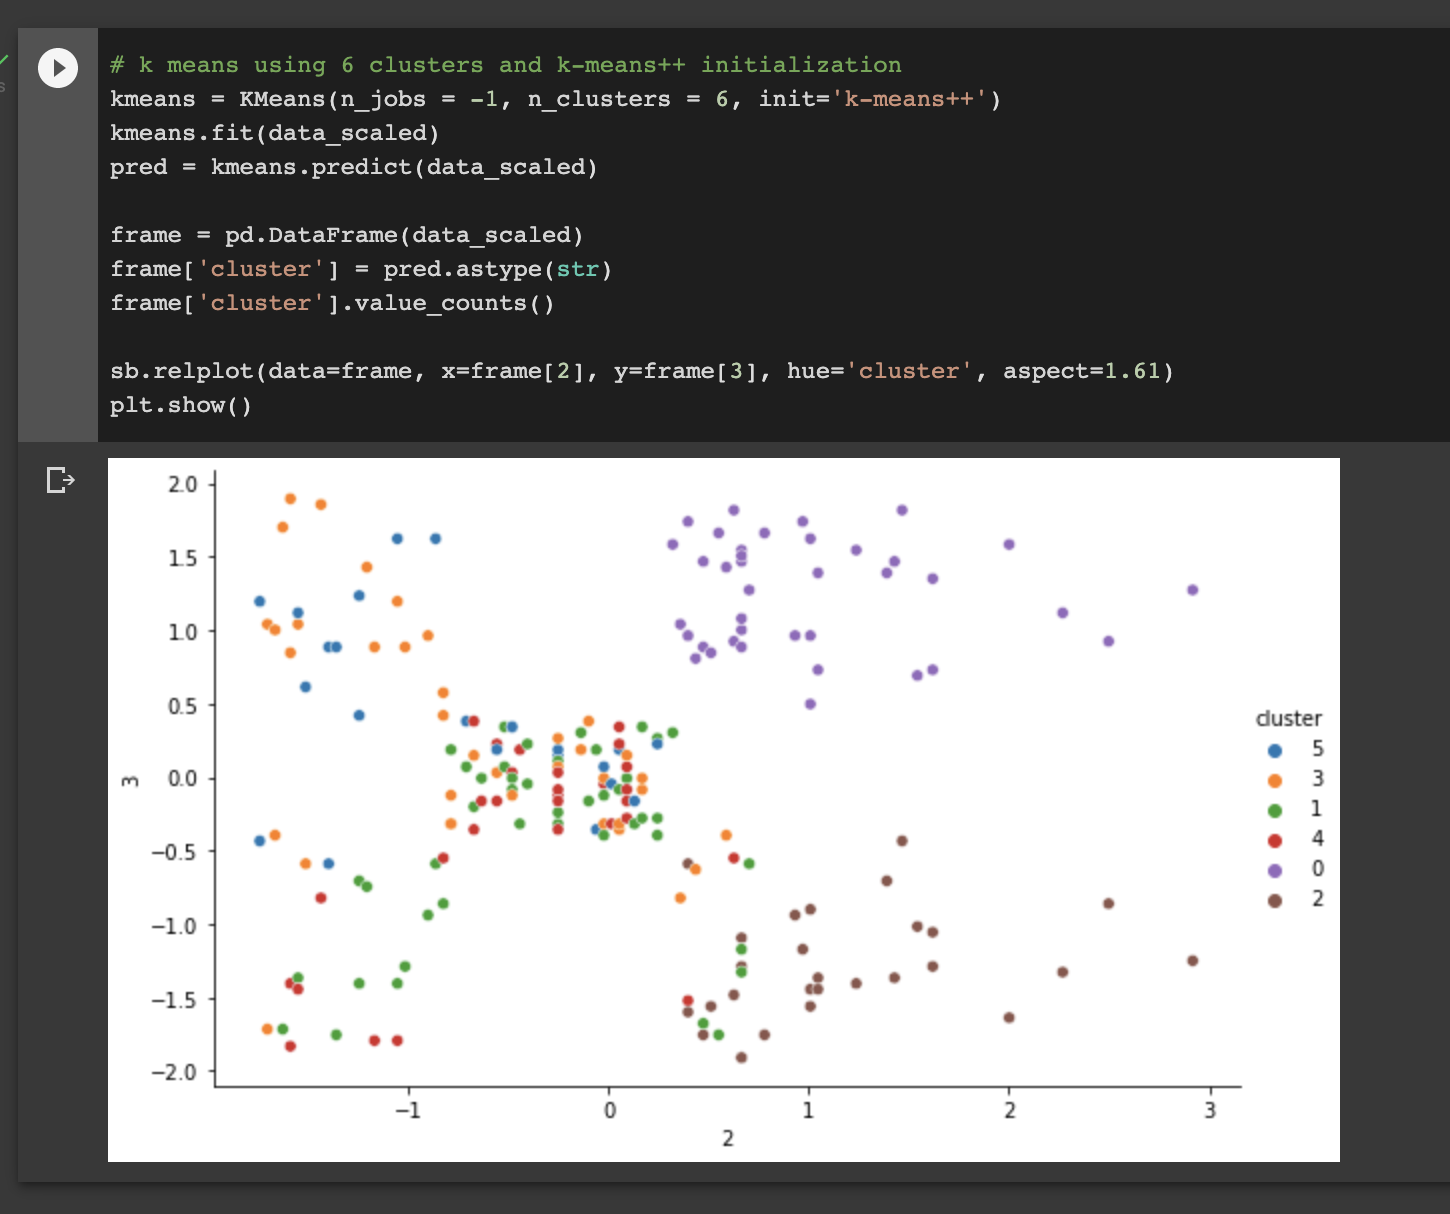 # k means using 6 clusters and k-means++ initialization
kmeans = KMeans(n_jobs = -1, n_clusters = 6, init='k-means++')
kmeans.fit(data_scaled)
pred = kmeans.predict(data_scaled)
frame = pd.DataFrame(data_scaled)
frame['cluster'] = pred.astype(str)
frame['cluster'].value_counts()
sb.relplot(data=frame, x=frame[2], y=frame[3], hue='cluster', aspect=1.61)
plt.show()
2.0
1.5
1.0
0.5
0.0
−0.5
−1.0
−1.5
−2.0
3
−1
0
1
2
3
2
cluster
5
3
1
4
0
2
s